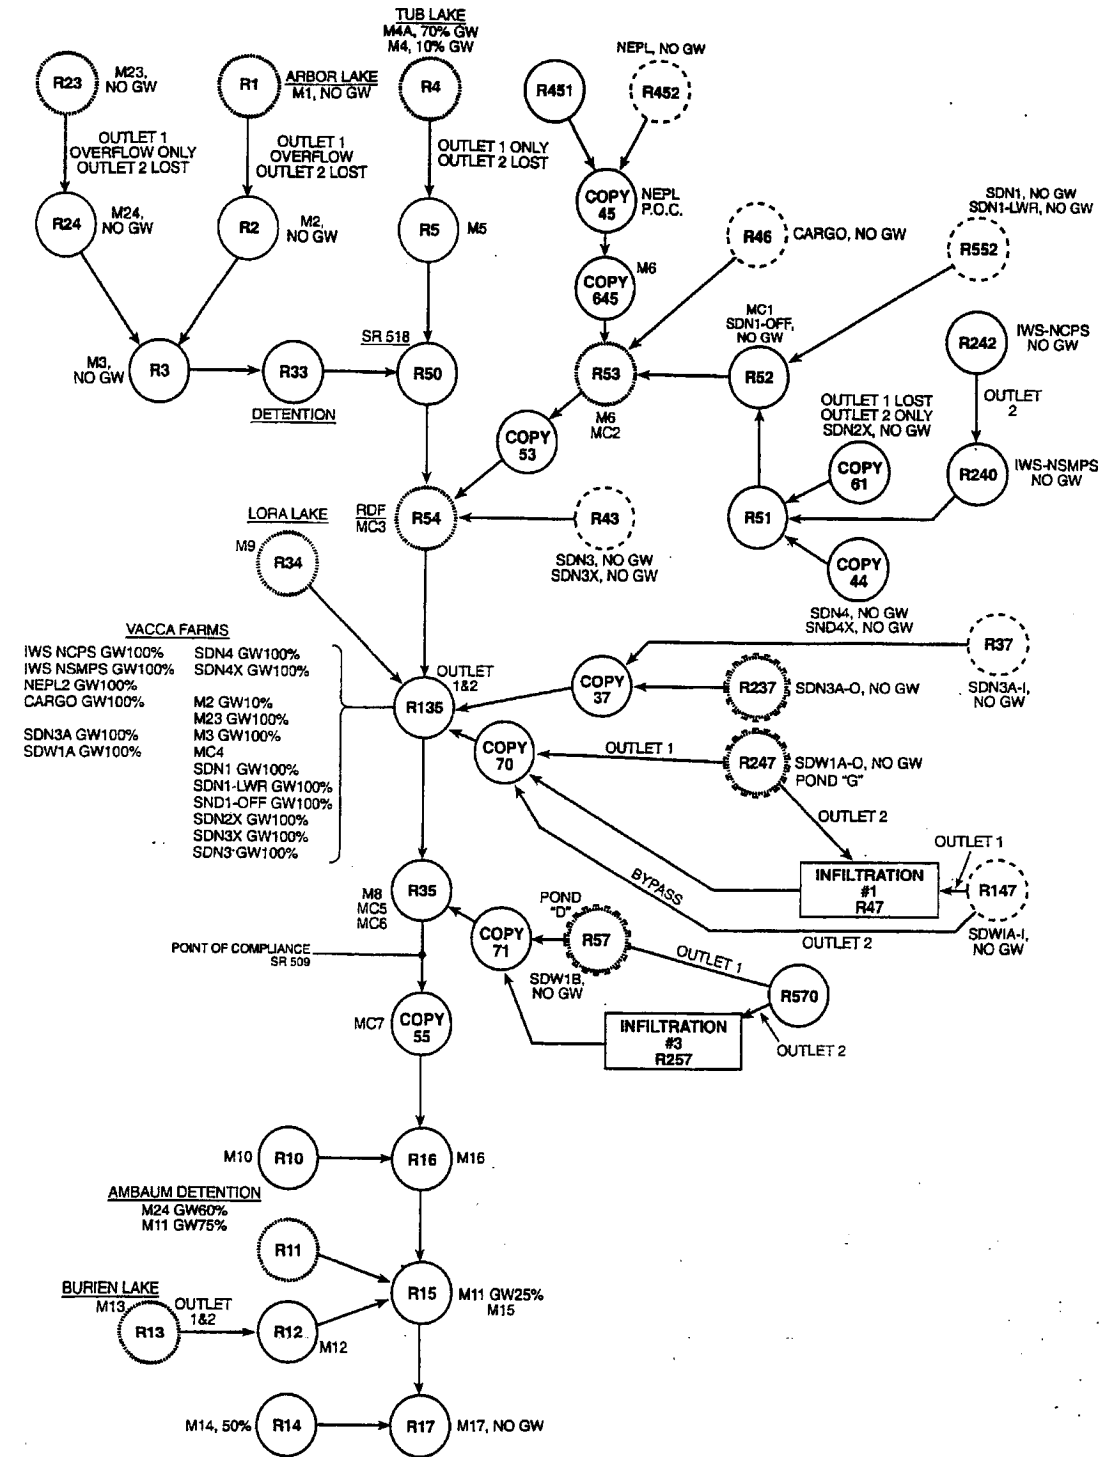 TUB LAKE
M4A, 70% GW
M4, 10% GW
R23
M23,
NO GW
R1
ARBOR LAKE
M1, NO GW
R4
R451
NEPL, NO GW
R452
OUTLET 1
OVERFLOW ONLY
OUTLET 2 LOST
OUTLET 1
OVERFLOW
OUTLET 2 LOST
OUTLET 1 ONLY
OUTLET 2 LOST
R24
M24,
NO GW
R2
M2,
NO GW
R5
M5
COPY
45
NEPL
P.O.C.
R46
CARGO, NO GW
SDN1, NO GW
SDN1-LWR, NO GW
R552
COPY
645
M6
M3,
NO GW
R3
R33
DETENTION
SR 518
R50
R53
M6
MC2
MC1
SDN1-OFF,
NO GW
R52
R242
IWS-NCPS
NO GW
OUTLET
2
OUTLET 1 LOST
OUTLET 2 ONLY
SDN2X, NO GW
COPY
53
COPY
61
R240
IWS-NSMPS
NO GW
RDF
MC3
R54
R43
SDN3, NO GW
SDN3X, NO GW
R51
COPY
44
SDN4, NO GW
SND4X, NO GW
LORA LAKE
M9
R34
VACCA FARMS
IWS NCPS GW100%
IWS NSMPS GW100%
NEPL2 GW100%
CARGO GW100%
SDN3A GW100%
SDW1A GW100%
SDN4 GW100%
SDN4X GW100%
M2 GW10%
M23 GW100%
M3 GW100%
MC4
SDN1 GW100%
SDN1-LWR GW100%
SND1-OFF GW100%
SDN2X GW100%
SDN3X GW100%
SDN3 GW100%
OUTLET
1&2
R135
COPY
37
R237
SDN3A-O, NO GW
R37
SDN3A-I,
NO GW
COPY
70
OUTLET 1
R247
SDW1A-O, NO GW
POND "G"
OUTLET 2
BYPASS
INFILTRATION
#1
R47
OUTLET 1
R147
SDWIA-I,
NO GW
OUTLET 2
M8
MC5
MC6
R35
POINT OF COMPLIANCE
SR 509
COPY
71
POND
"D"
R57
SDW1B,
NO GW
OUTLET 1
R570
INFILTRATION
#3
R257
OUTLET 2
MC7
COPY
55
M10
R10
R16
M16
AMBAUM DETENTION
M24 GW60%
M11 GW75%
R11
BURIEN LAKE
M13
R13
OUTLET
1&2
R12
M12
R15
M11 GW25%
M15
M14, 50%
R14
R17
M17, NO GW